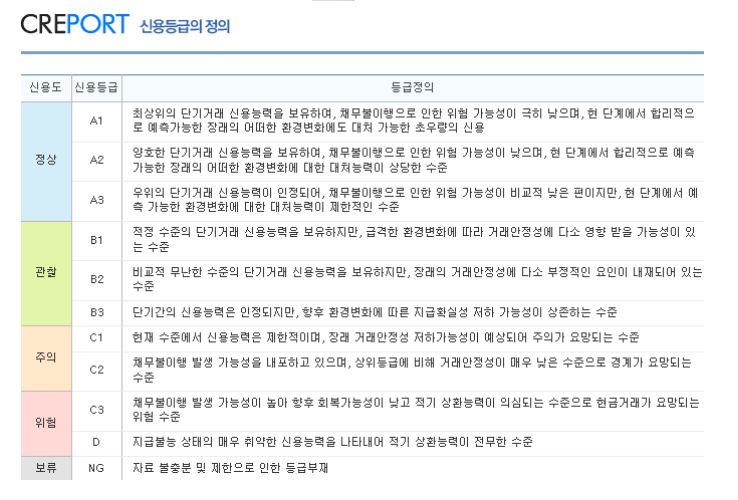 CREPORT 신용등급의 정의
신용도 신용등급 등급정의
정상
A1 최상위의 단기거래 신용능력을 보유하며, 채무불이행으로 인한 위험 가능성이 극히 낮으며, 현 단계에서 합리적으
로 예측가능한 장래의 어떠한 환경변화에도 대처 가능한 초우량의 신용
A2 양호한 단기거래 신용능력을 보유하며, 채무불이행으로 인한 위험 가능성이 낮으며, 현 단계에서 합리적으로 예측
가능한 장래의 어떠한 환경변화에 대한 대처능력이 상당한 수준
A3 우위의 단기거래 신용능력이 인정되어, 채무불이행으로 인한 위험 가능성이 비교적 낮은 편이지만, 현 단계에서 예
측 가능한 환경변화에 대한 대처능력이 제한적인 수준
관찰
B1 적정 수준의 단기거래 신용능력을 보유하지만, 급격한 환경변화에 따라 거래안정성에 다소 영향 받을 가능성이 있
는 수준
B2 비교적 무난한 수준의 단기거래 신용능력을 보유하지만, 장래의 거래안정성에 다소 부정적인 요인이 내재되어 있는
수준
B3 단기간의 신용능력은 인정되지만, 향후 환경변화에 따른 지급확실성 저하 가능성이 상존하는 수준
주의
C1 현재 수준에서 신용능력은 제한적이며, 장래 거래안정성 저하가능성이 예상되어 주의가 요망되는 수준
C2 채무불이행 발생 가능성을 내포하고 있으며, 상위등급에 비해 거래안정성이 매우 낮은 수준으로 경계가 요망되는
수준
위험
C3 채무불이행 발생 가능성이 높아 향후 회복가능성이 낮고 적기 상환능력이 의심되는 수준으로 현금거래가 요망되는
위험 수준
D 지급불능 상태의 매우 취약한 신용능력을 나타내어 적기 상환능력이 전무한 수준
보류 NG 자료 불충분 및 제한으로 인한 등급부재